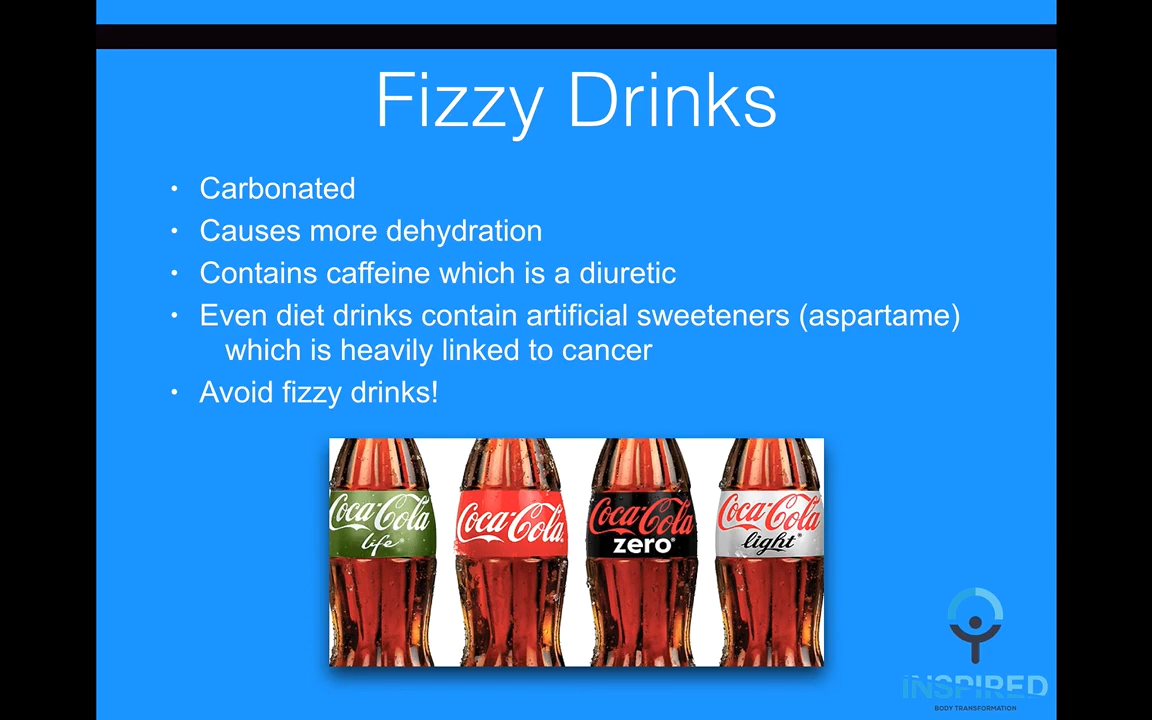 Fizzy Drinks
• Carbonated
• Causes more dehydration
• Contains caffeine which is a diuretic
• Even diet drinks contain artificial sweeteners (aspartame)
which is heavily linked to cancer
• Avoid fizzy drinks!
Coca-Cola life
Coca-Cola
Coca-Cola zero
Coca-Cola light
INSPIRED
BODY TRANSFORMATION